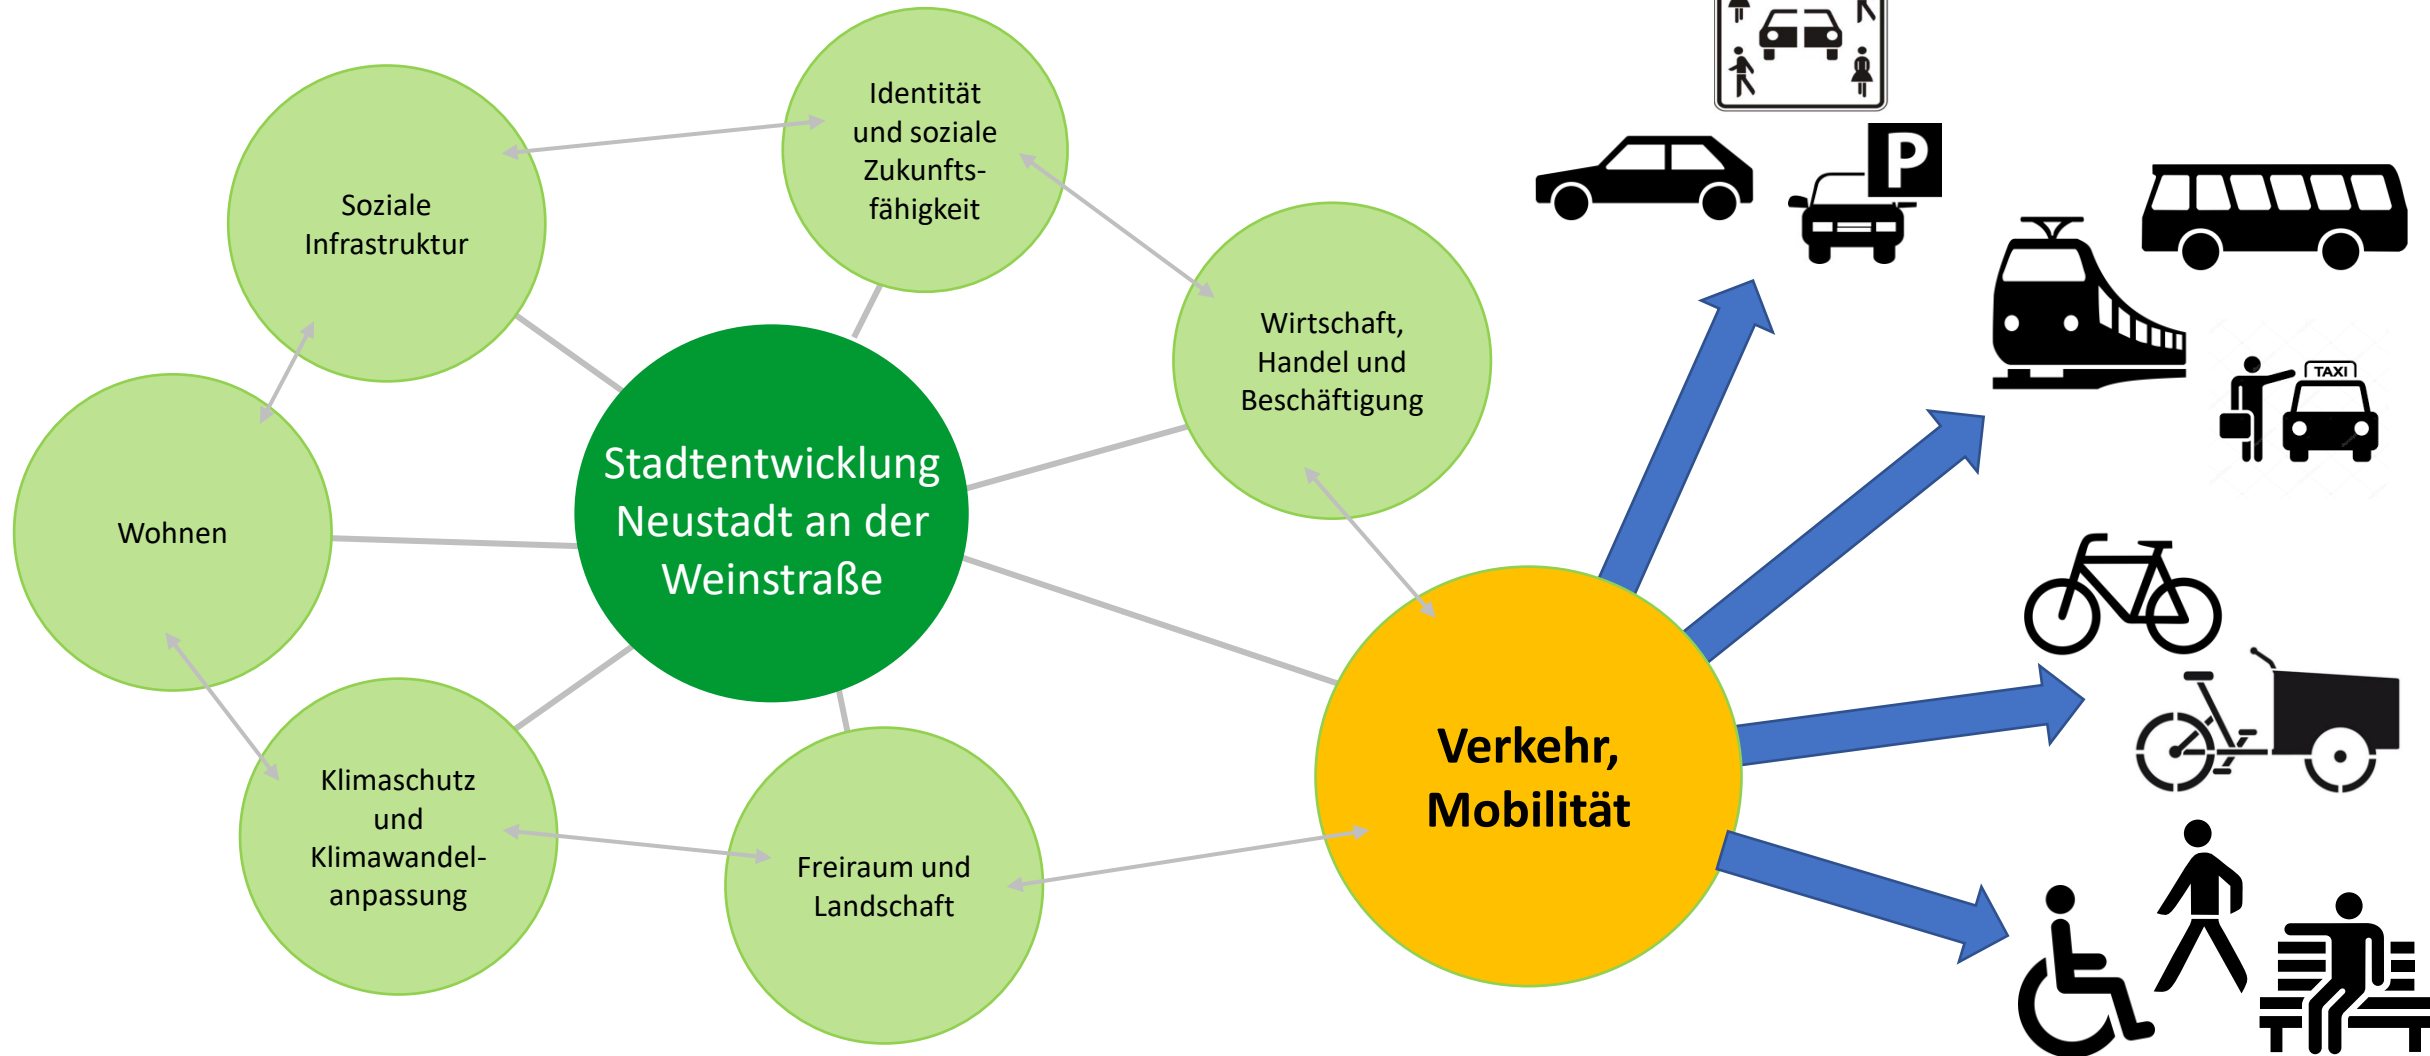 Identität
und soziale
Zukunfts-
fähigkeit
Soziale
Infrastruktur
Wirtschaft,
Handel und
Beschäftigung
Stadtentwicklung
Neustadt an der
Weinstraße
Wohnen
Klimaschutz
und
Klimawandel-
anpassung
Freiraum und
Landschaft
Verkehr,
Mobilität
P
TAXI